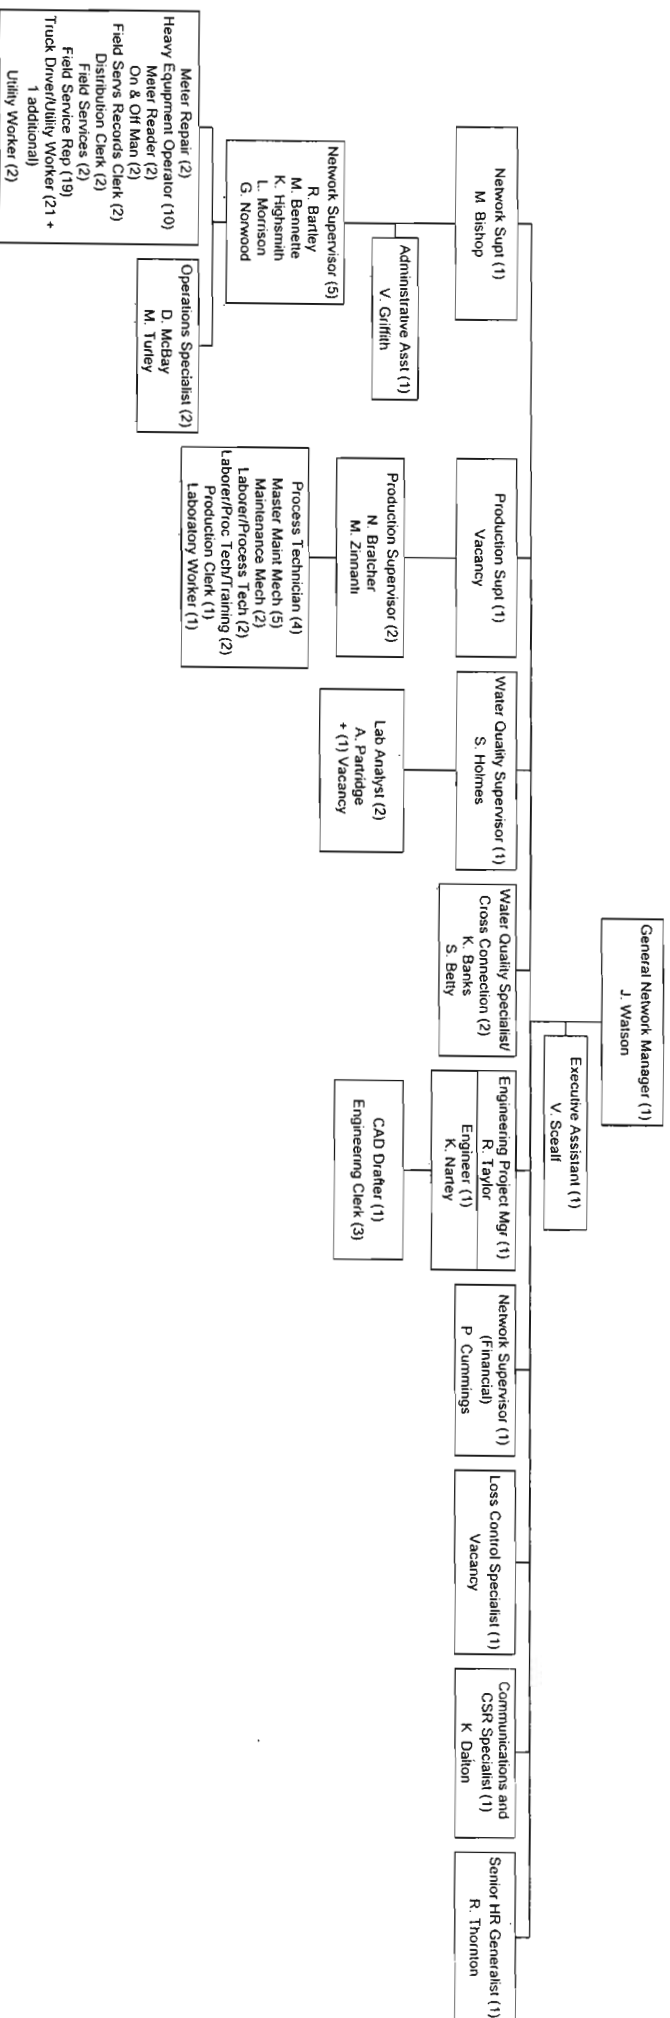 General Network Manager (1)
J. Watson
Executive Assistant (1)
V. Scealf
Network Supt (1)
M. Bishop
Administrative Asst (1)
V. Griffith
Network Supervisor (5)
R. Bartley
M. Bennette
K. Highsmith
L. Morrison
G. Norwood
Meter Repair (2)
Heavy Equipment Operator (10)
Meter Reader (2)
On & Off Man (2)
Field Servs Records Clerk (2)
Distribution Clerk (2)
Field Services (2)
Field Service Rep (19)
Truck Driver/Utility Worker (21 +
1 additional)
Utility Worker (2)
Operations Specialist (2)
D. McBay
M. Turley
Production Supt (1)
Vacancy
Production Supervisor (2)
N. Bratcher
M. Zinnanti
Process Technician (4)
Master Maint Mech (5)
Maintenance Mech (2)
Laborer/Process Tech (2)
Laborer/Proc Tech/Training (2)
Production Clerk (1)
Laboratory Worker (1)
Water Quality Supervisor (1)
S. Holmes
Lab Analyst (2)
A. Partridge
+ (1) Vacancy
Water Quality Specialist/
Cross Connection (2)
K. Banks
S. Betty
Engineering Project Mgr (1)
R. Taylor
Engineer (1)
K. Nartey
CAD Drafter (1)
Engineering Clerk (3)
Network Supervisor (1)
(Financial)
P Cummings
Loss Control Specialist (1)
Vacancy
Communications and
CSR Specialist (1)
K Dalton
Senior HR Generalist (1)
R. Thornton